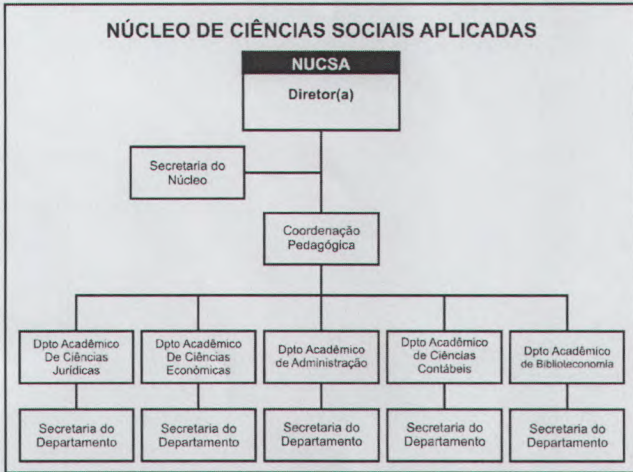 NÚCLEO DE CIÊNCIAS SOCIAIS APLICADAS
NUCSA
Diretor(a)
Secretaria do
Núcleo
Coordenação
Pedagógica
Dpto Acadêmico
De Ciências
Jurídicas
Dpto Acadêmico
De Ciências
Econômicas
Dpto Acadêmico
de Administração
Dpto Acadêmico
de Ciências
Contábeis
Dpto Acadêmico
de Biblioteconomia
Secretaria do
Departamento
Secretaria do
Departamento
Secretaria do
Departamento
Secretaria do
Departamento
Secretaria do
Departamento